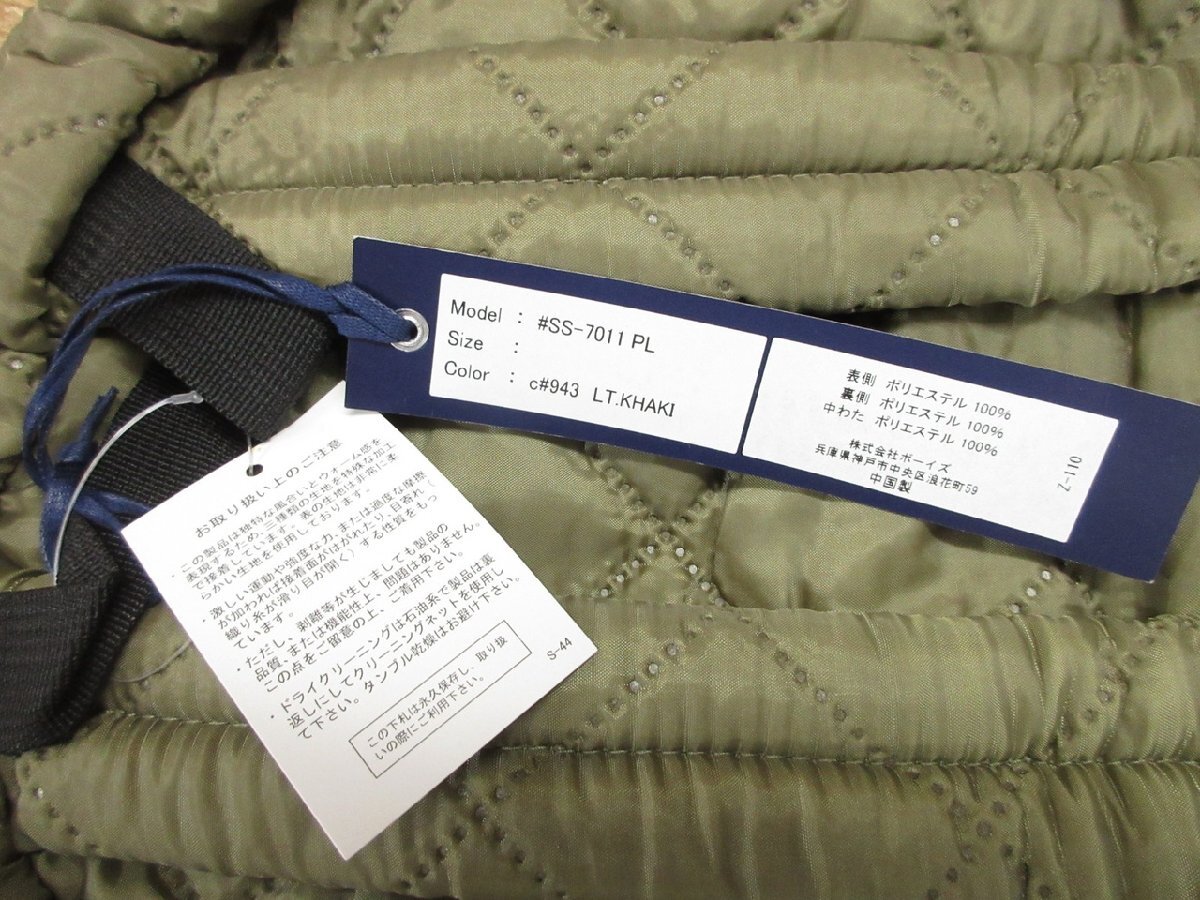 Model : #SS-7011 PL
Size :
Color : c#943 LT.KHAKI
表側 ポリエステル 100%
裏側 ポリエステル 100%
中わた ポリエステル 100%
株式会社ボーイズ
兵庫県神戸市中央区浪花町59
中国製
Z-110
お取り扱い上のご注意
・この製品は独特な風合いとクオーム感を
表現するため、三種類の生地を特殊な加工
で接着しています。表の生地は非常に柔
らかい生地を使用しております。
・激しい運動や強度な力、または過度な摩擦
が加われば接着面がはがれたり、目寄れ(
織り糸が滑り目が開く)する性質をもっ
ています。
・ただし、剥離等が生じましても製品の
品質、または機能性上、問題はありません。
この点をご留意の上、ご着用下さい。
・ドライクリーニングは石油系で製品は裏
返しにしてクリーニングネットを使用し
て下さい。タンブル乾燥はお避け下さい。
この下札は永久保存し、取り扱
いの際にご利用下さい。
S-44